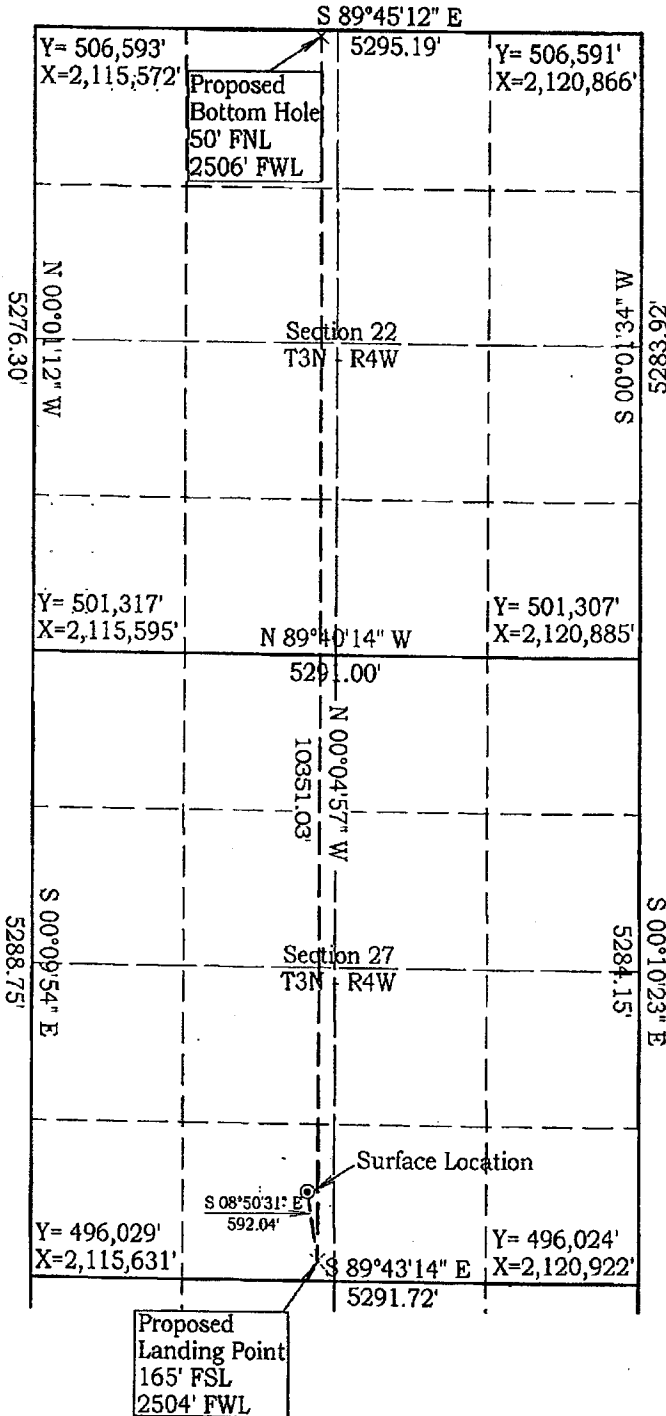 S 89°45'12" E
5295.19'
Y= 506,593'
X=2,115,572'
Y= 506,591'
X=2,120,866'
Proposed
Bottom Hole
50' FNL
2506' FWL
N 00°01'12" W
5276.30'
S 00°01'34" W
5283.92'
Section 22
T3N - R4W
Y= 501,317'
X=2,115,595'
Y= 501,307'
X=2,120,885'
N 89°40'14" W
5291.00'
N 00°04'57" W
10351.03'
S 00°09'54" E
5288.75'
S 00°10'23" E
5284.15'
Section 27
T3N - R4W
Surface Location
S 08°50'31" E
592.04'
Y= 496,029'
X=2,115,631'
Y= 496,024'
X=2,120,922'
S 89°43'14" E
5291.72'
Proposed
Landing Point
165' FSL
2504' FWL